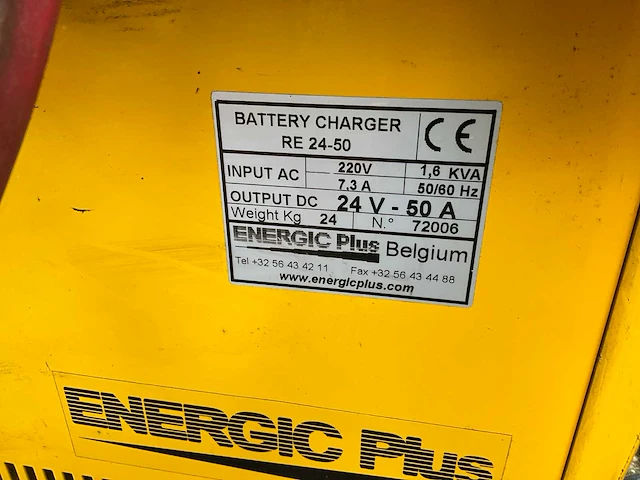 BATTERY CHARGER
RE 24-50
CE
INPUT AC 220V 1,6 KVA
7,3 A 50/60 Hz
OUTPUT DC 24 V - 50 A
Weight Kg 24 N.° 72006
ENERGIC Plus Belgium
Tel +32 56 43 42 11 Fax +32 56 43 44 88
www.energicplus.com
ENERGIC Plus